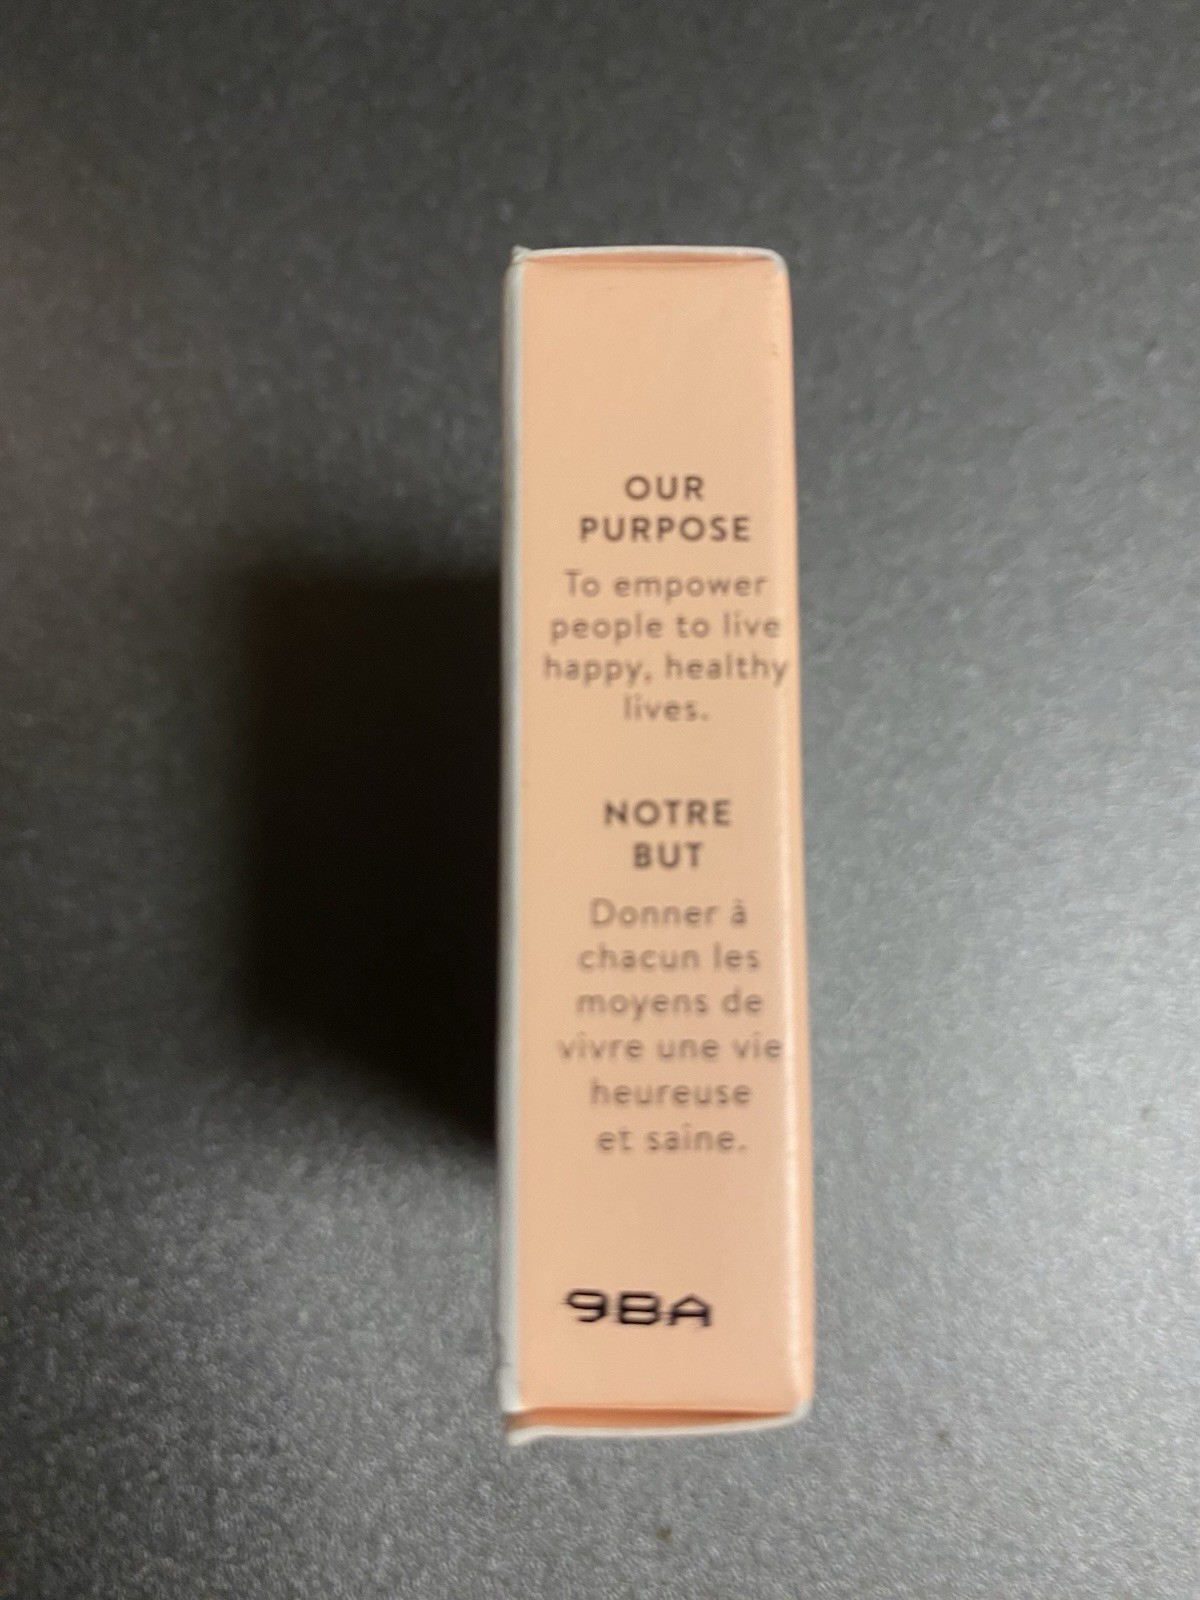 OUR
PURPOSE
To empower
people to live
happy, healthy
lives.
NOTRE
BUT
Donner à
chacun les
moyens de
vivre une vie
heureuse
et saine.
9BA